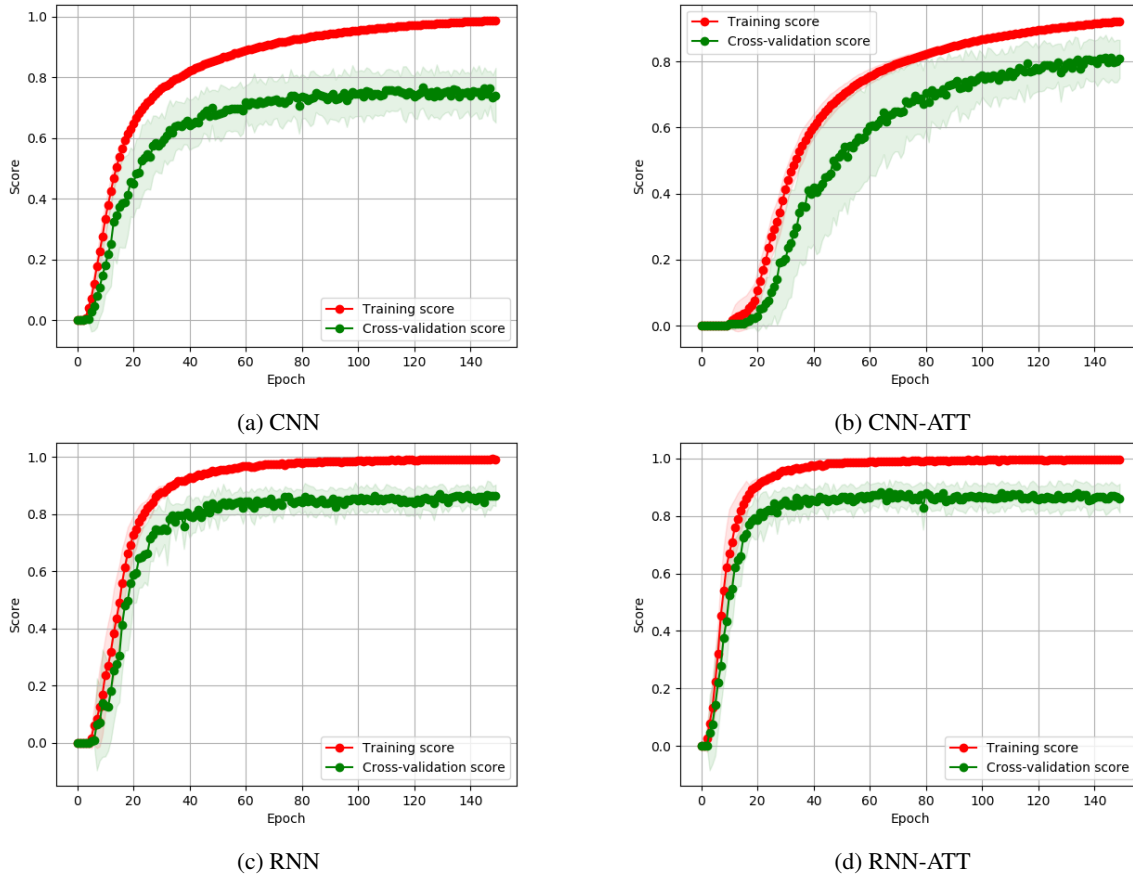 1.0
0.8
0.6
0.4
0.2
0.0
Score
Training score
Cross-validation score
0 20 40 60 80 100 120 140
Epoch
(a) CNN
Training score
Cross-validation score
0.8
0.6
0.4
0.2
0.0
Score
0 20 40 60 80 100 120 140
Epoch
(b) CNN-ATT
1.0
0.8
0.6
0.4
0.2
0.0
Score
Training score
Cross-validation score
0 20 40 60 80 100 120 140
Epoch
(c) RNN
1.0
0.8
0.6
0.4
0.2
0.0
Score
Training score
Cross-validation score
0 20 40 60 80 100 120 140
Epoch
(d) RNN-ATT